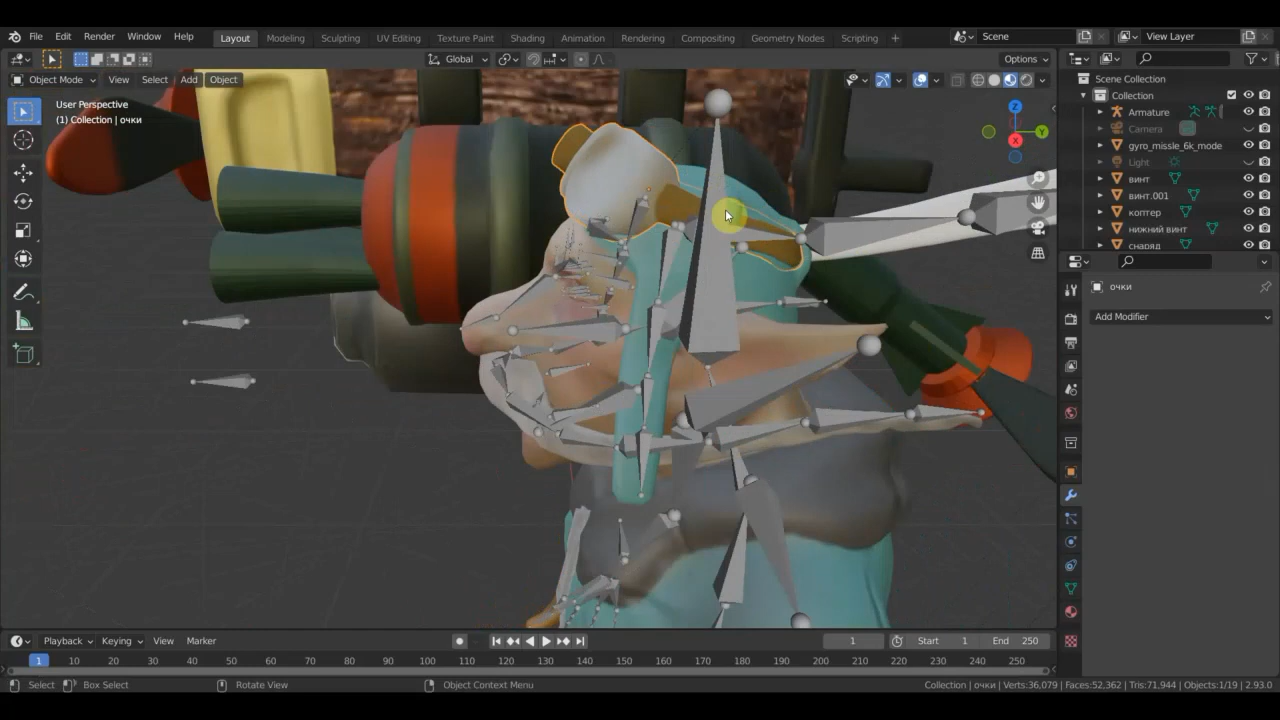 File Edit Render Window Help Layout Modeling Sculpting UV Editing Texture Paint Shading Animation Rendering Compositing Geometry Nodes Scripting + Scene View Layer
Global Options
Object Mode View Select Add Object
User Perspective
(1) Collection | очки
Z
Y
X
Scene Collection
Collection
Armature
Camera
gyro_missle_6k_mode
Light
винт
винт.001
коптер
нижний винт
снаряд
очки
Add Modifier
Playback Keying View Marker 1 Start 1 End 250
1 10 20 30 40 50 60 70 80 90 100 110 120 130 140 150 160 170 180 190 200 210 220 230 240 250
Select Box Select Rotate View Object Context Menu Collection | очки | Verts:36,079 | Faces:52,362 | Tris:71,944 | Objects:1/19 | 2.93.0